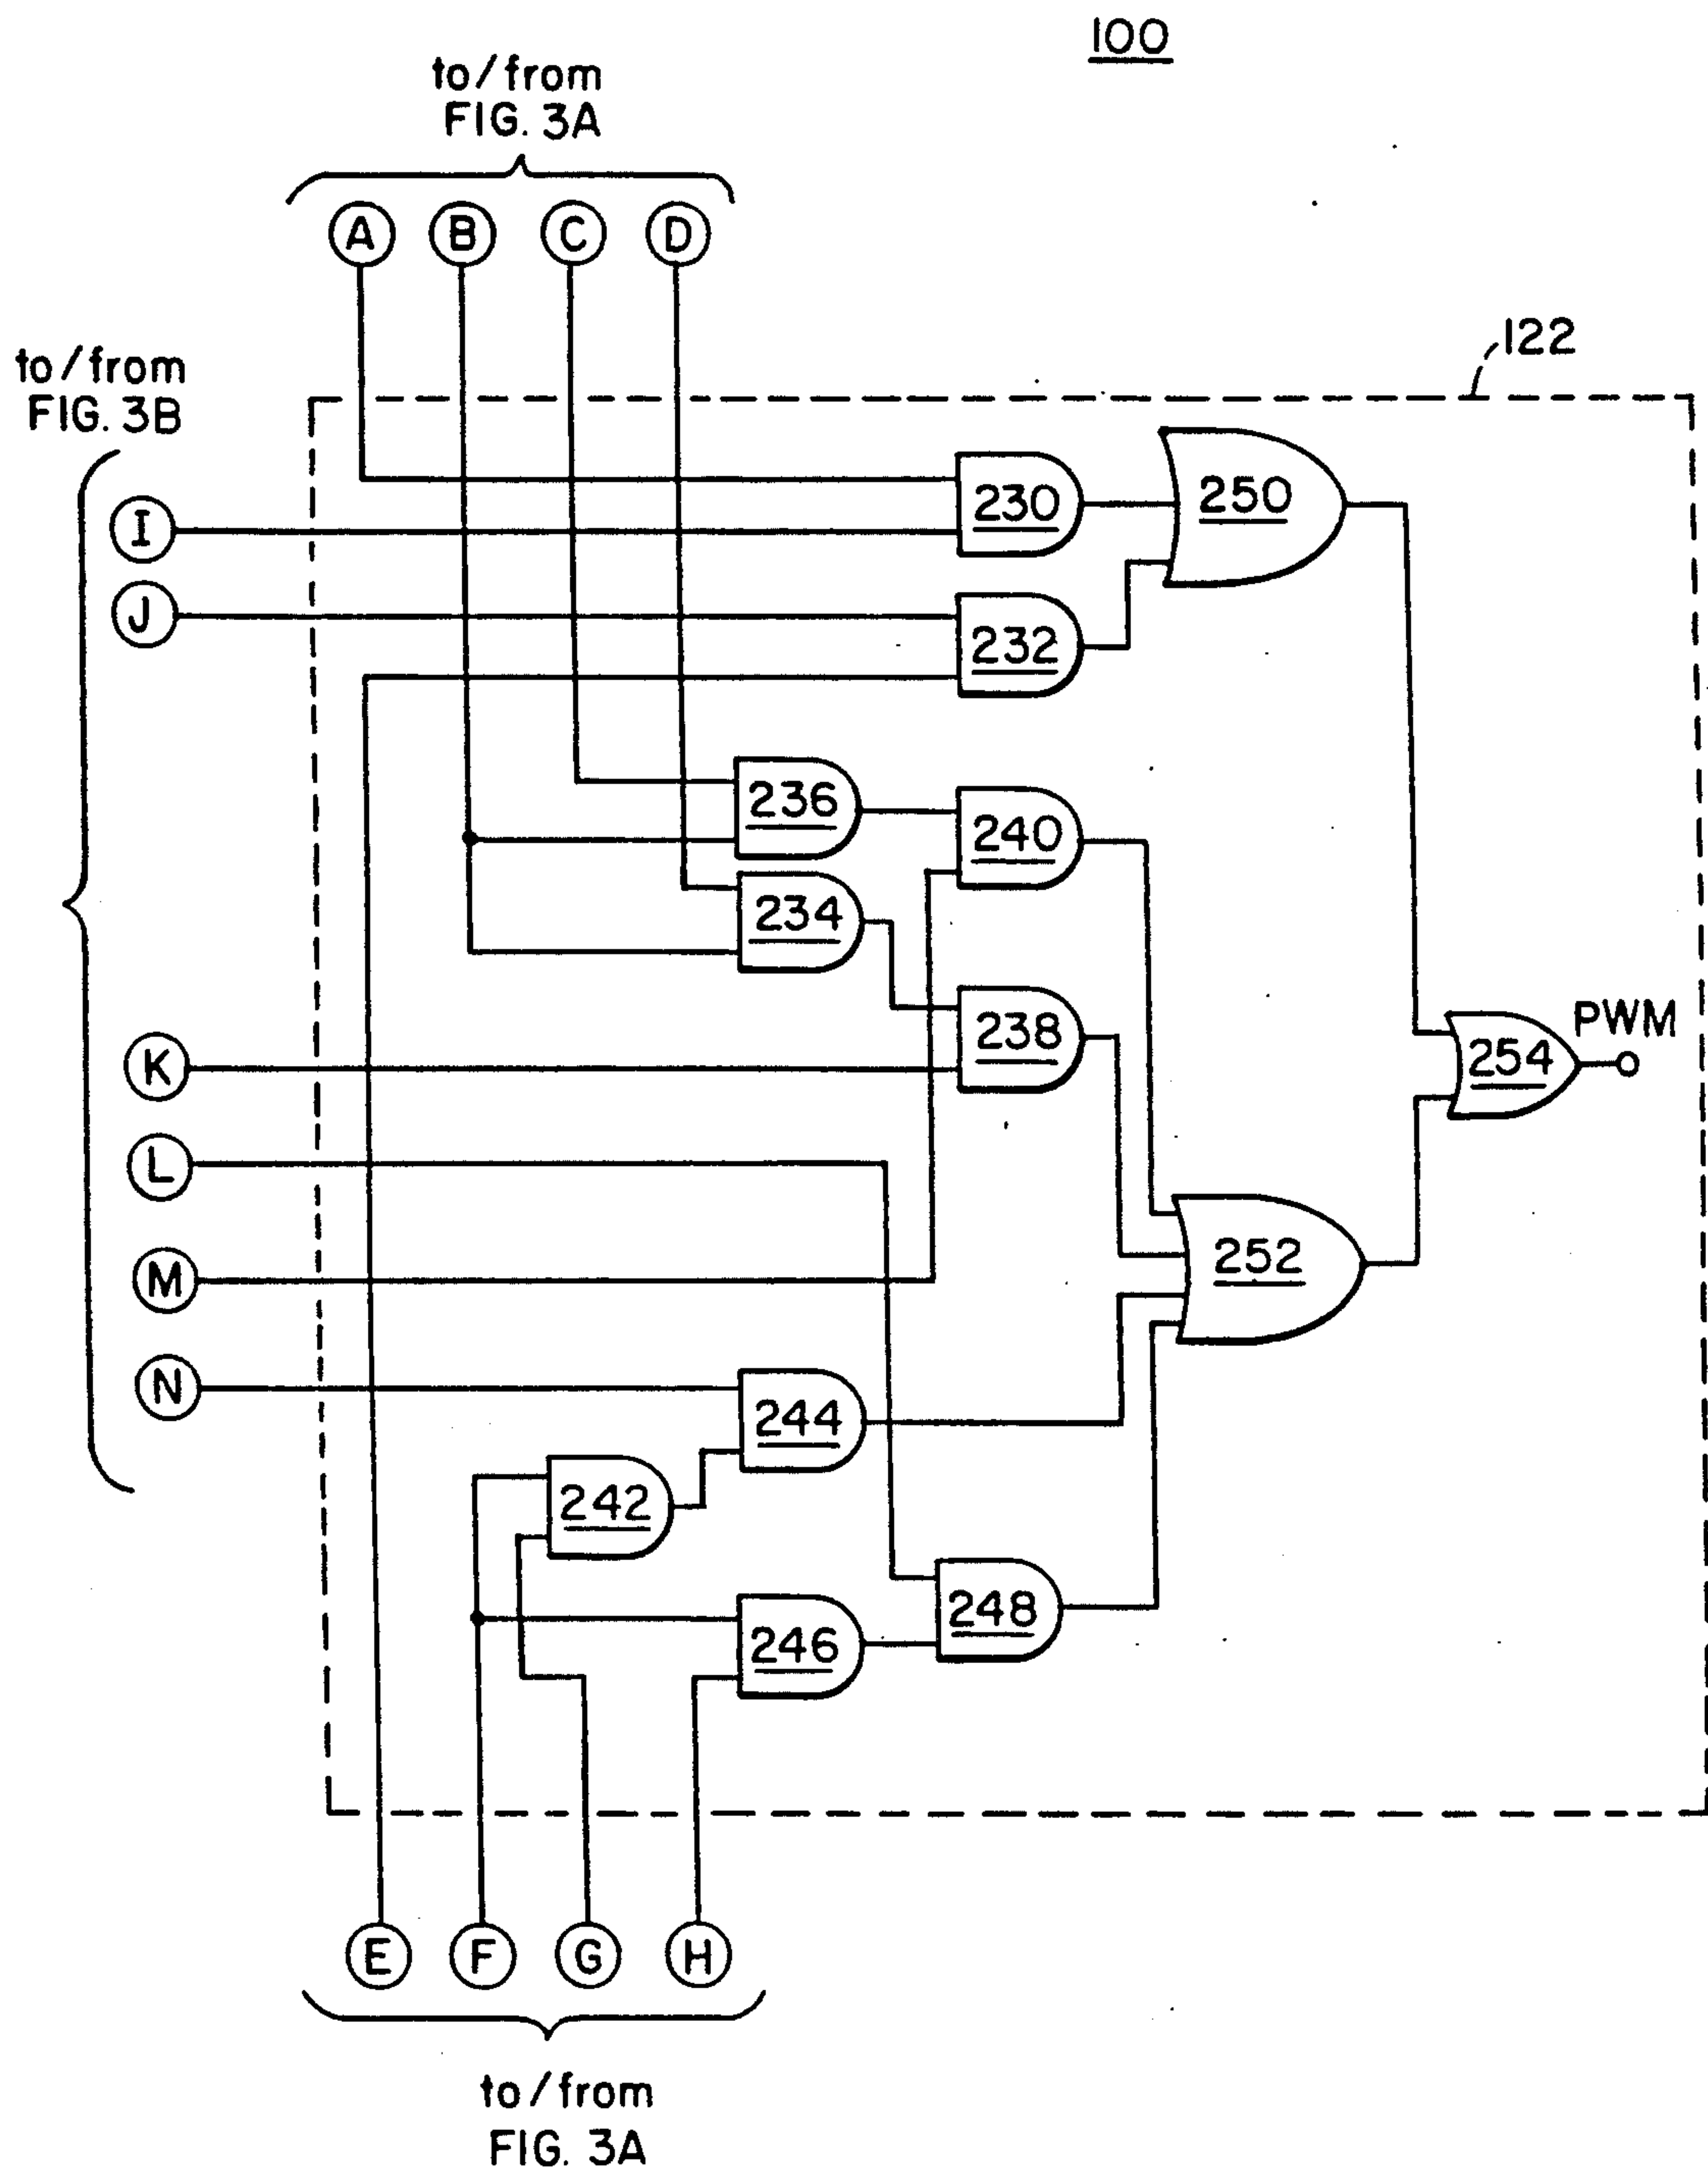 100
to/from
FIG. 3A
A B C D
to/from
FIG. 3B
122
I
230
250
J
232
236
240
234
238
PWM
254
K
L
252
M
N
244
242
248
246
E F G H
to/from
FIG. 3A